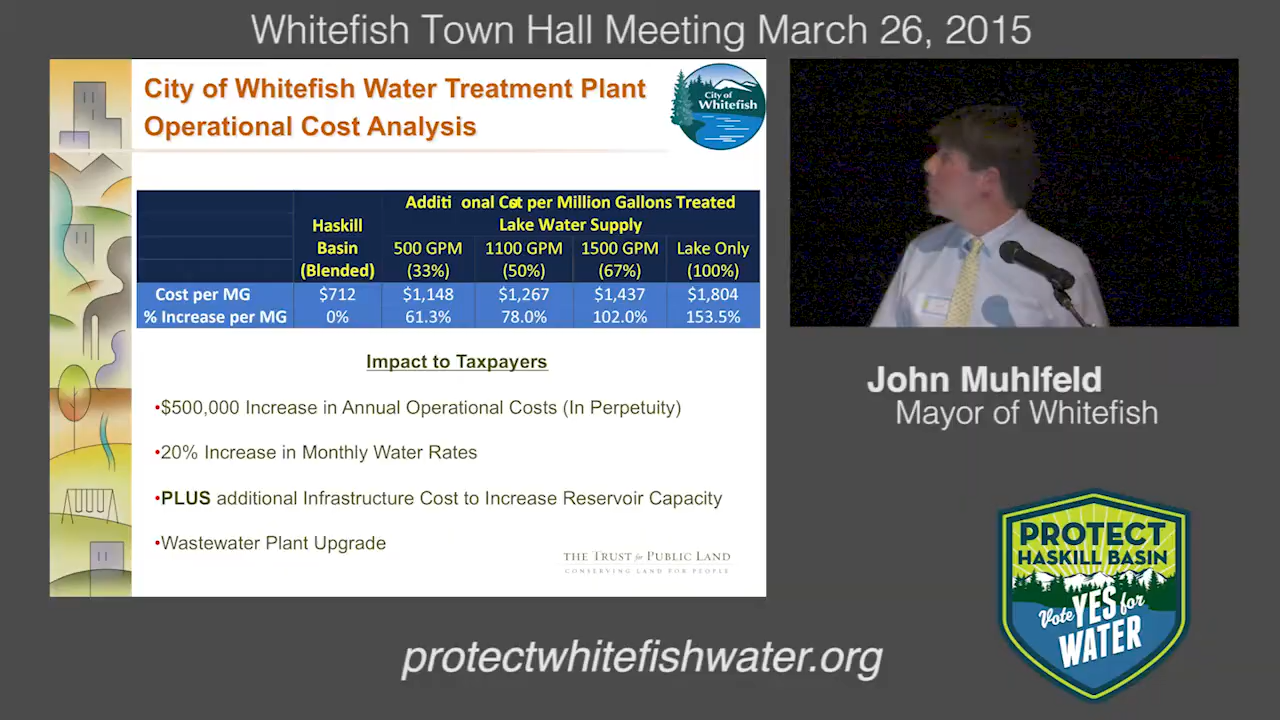 Whitefish Town Hall Meeting March 26, 2015
City of Whitefish Water Treatment Plant
Operational Cost Analysis
City of
Whitefish
Additi onal Cost per Million Gallons Treated
Lake Water Supply
Haskill
Basin
(Blended)
500 GPM 1100 GPM 1500 GPM Lake Only
(33%) (50%) (67%) (100%)
Cost per MG $712 $1,148 $1,267 $1,437 $1,804
% Increase per MG 0% 61.3% 78.0% 102.0% 153.5%
Impact to Taxpayers
•$500,000 Increase in Annual Operational Costs (In Perpetuity)
•20% Increase in Monthly Water Rates
•PLUS additional Infrastructure Cost to Increase Reservoir Capacity
•Wastewater Plant Upgrade
THE TRUST for PUBLIC LAND
CONSERVING LAND FOR PEOPLE
John Muhlfeld
Mayor of Whitefish
PROTECT
HASKILL BASIN
Vote YES for
WATER
protectwhitefishwater.org